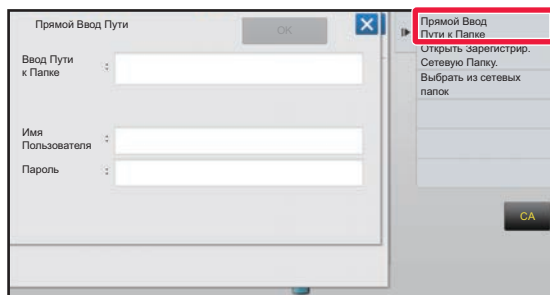 Прямой Ввод Пути
OK
Ввод Пути
к Папке :
Имя
Пользователя :
Пароль :
Прямой Ввод
Пути к Папке
Открыть Зарегистрир.
Сетевую Папку.
Выбрать из сетевых
папок
CA